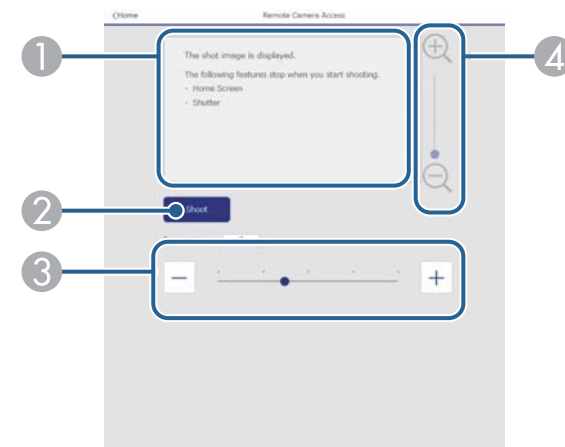 <Home Remote Camera Access
1
The shot image is displayed.
The following features stop when you start shooting.
- Home Screen
- Shutter
4
2 Shoot
3
− +